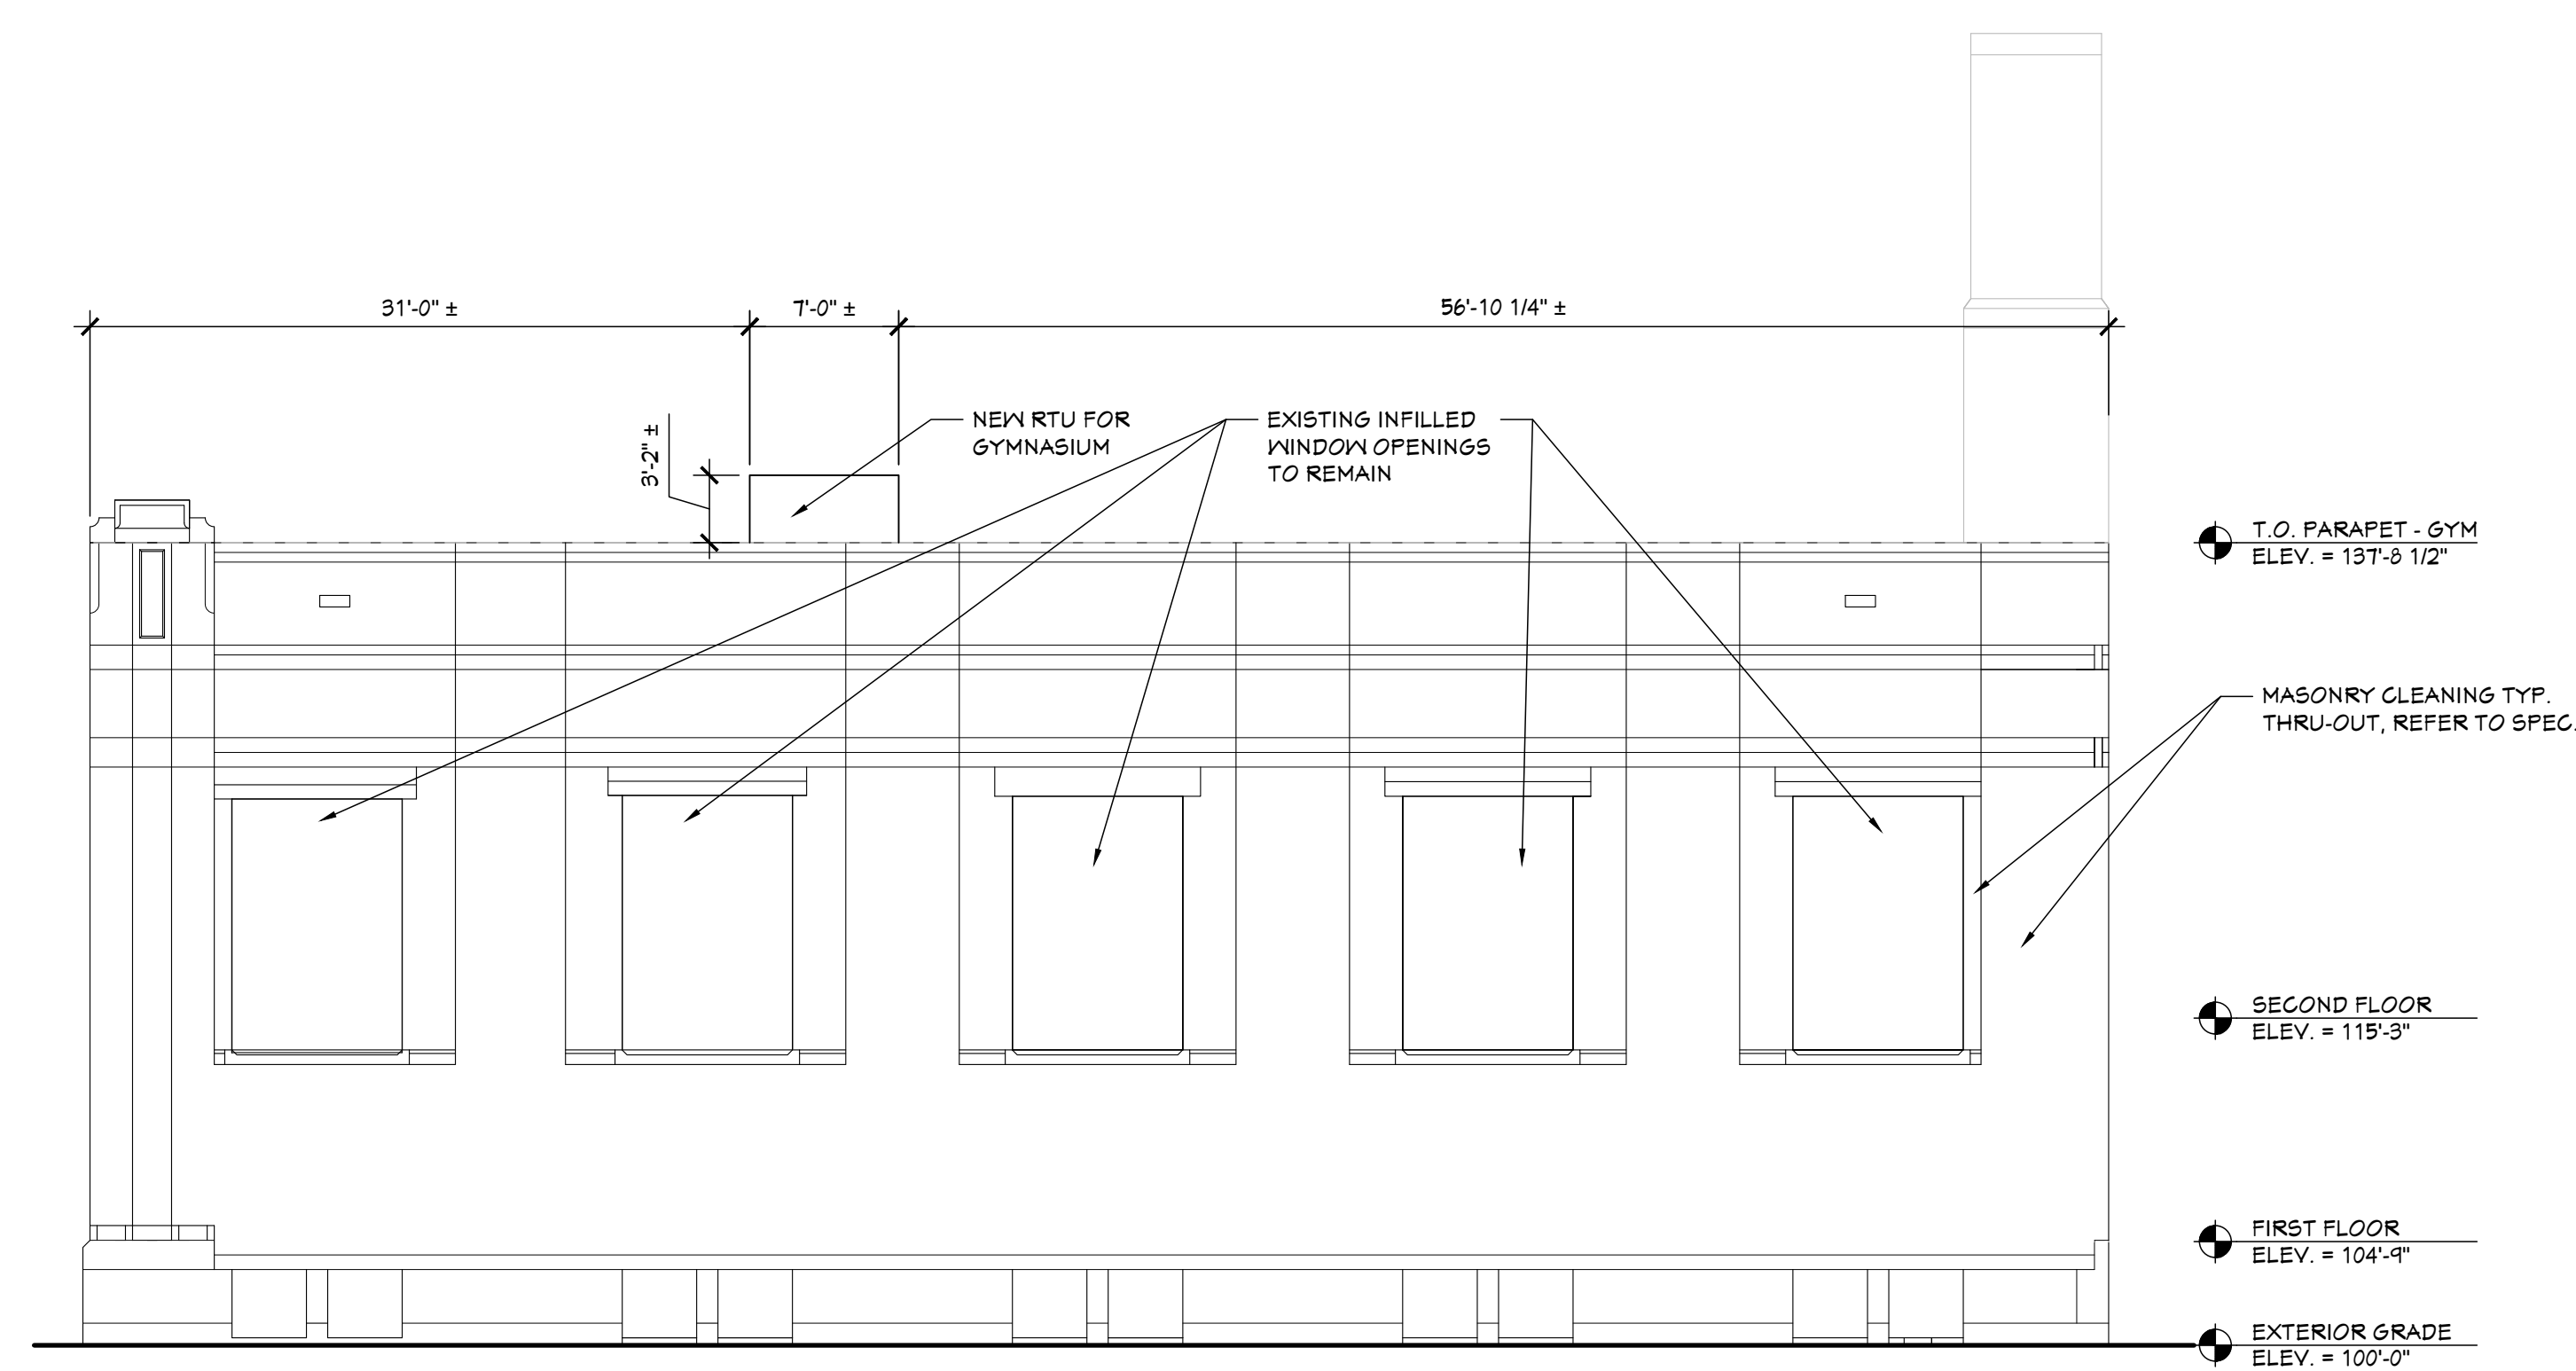 31'-0" ±
7'-0" ±
56'-10 1/4" ±
3'-2" ±
NEW RTU FOR
GYMNASIUM
EXISTING INFILLED
WINDOW OPENINGS
TO REMAIN
T.O. PARAPET - GYM
ELEV. = 137'-8 1/2"
MASONRY CLEANING TYP.
THRU-OUT, REFER TO SPEC.
SECOND FLOOR
ELEV. = 115'-3"
FIRST FLOOR
ELEV. = 104'-9"
EXTERIOR GRADE
ELEV. = 100'-0"